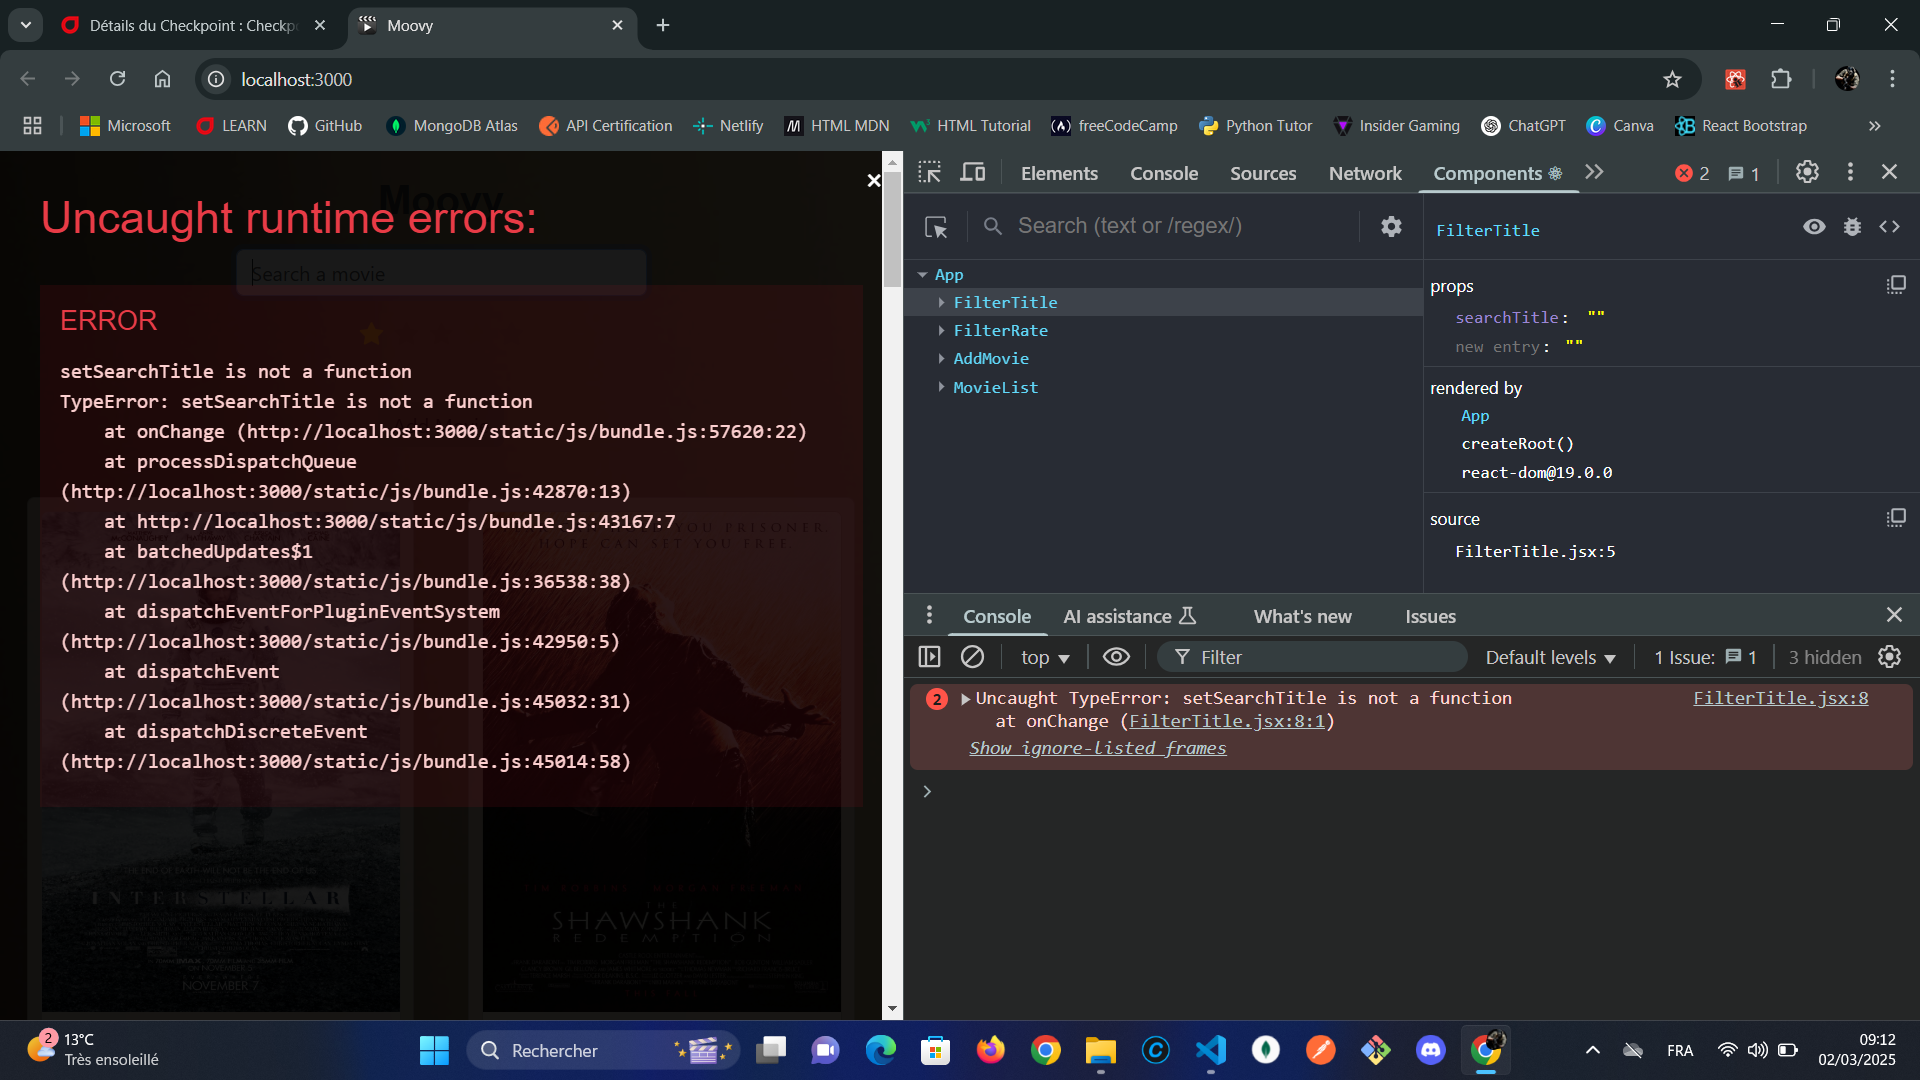 Détails du Checkpoint : Checkp
Moovy
localhost:3000
Microsoft
LEARN
GitHub
MongoDB Atlas
API Certification
Netlify
HTML MDN
HTML Tutorial
freeCodeCamp
Python Tutor
Insider Gaming
ChatGPT
Canva
React Bootstrap
Moovy
Uncaught runtime errors:
Search a movie
ERROR
setSearchTitle is not a function
TypeError: setSearchTitle is not a function
at onChange (http://localhost:3000/static/js/bundle.js:57620:22)
at processDispatchQueue
(http://localhost:3000/static/js/bundle.js:42870:13)
at http://localhost:3000/static/js/bundle.js:43167:7
at batchedUpdates$1
(http://localhost:3000/static/js/bundle.js:36538:38)
at dispatchEventForPluginEventSystem
(http://localhost:3000/static/js/bundle.js:42950:5)
at dispatchEvent
(http://localhost:3000/static/js/bundle.js:45032:31)
at dispatchDiscreteEvent
(http://localhost:3000/static/js/bundle.js:45014:58)
YOU PRISONER
HOPE CAN SET YOU FREE
INTERSTELLAR
NOVEMBER 7
THE
SHAWSHANK
REDEMPTION
Elements
Console
Sources
Network
Components
2
1
Search (text or /regex/)
App
FilterTitle
FilterRate
AddMovie
MovieList
FilterTitle
props
searchTitle: ""
new entry: ""
rendered by
App
createRoot()
react-dom@19.0.0
source
FilterTitle.jsx:5
Console
AI assistance
What's new
Issues
top
Filter
Default levels
1 Issue: 1
3 hidden
2
Uncaught TypeError: setSearchTitle is not a function
FilterTitle.jsx:8
at onChange (FilterTitle.jsx:8:1)
Show ignore-listed frames
2
13°C
Très ensoleillé
Rechercher
FRA
09:12
02/03/2025